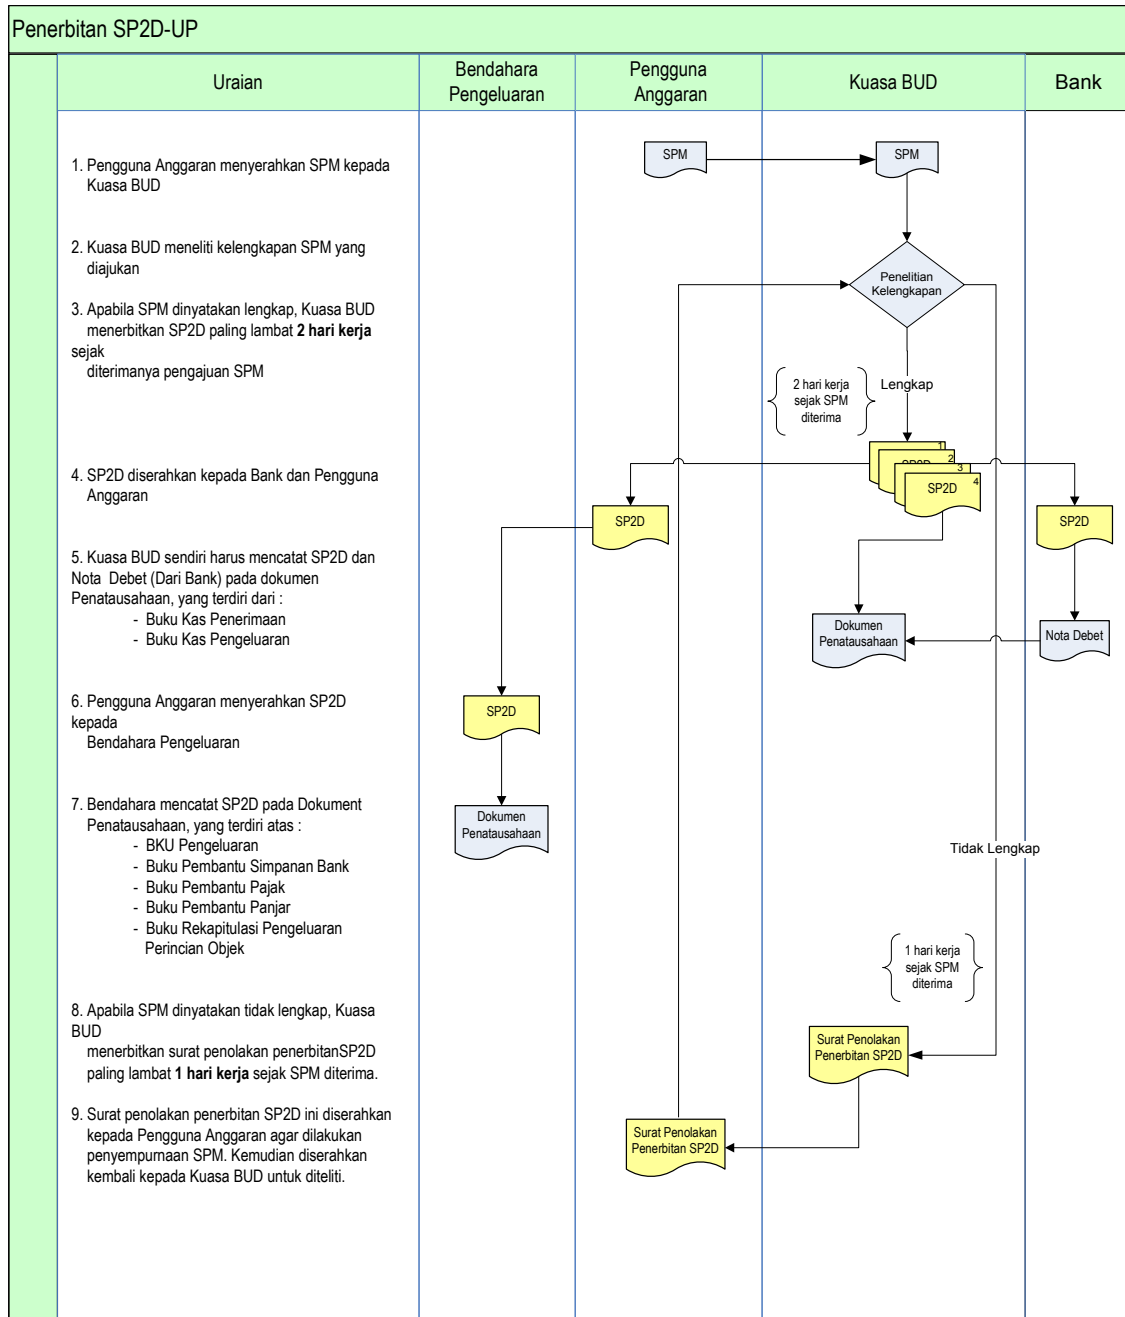 Penerbitan SP2D-UP
Uraian
Bendahara
Pengeluaran
Pengguna
Anggaran
Kuasa BUD
Bank
1. Pengguna Anggaran menyerahkan SPM kepada
Kuasa BUD
2. Kuasa BUD meneliti kelengkapan SPM yang
diajukan
3. Apabila SPM dinyatakan lengkap, Kuasa BUD
menerbitkan SP2D paling lambat 2 hari kerja
sejak
diterimanya pengajuan SPM
4. SP2D diserahkan kepada Bank dan Pengguna
Anggaran
5. Kuasa BUD sendiri harus mencatat SP2D dan
Nota Debet (Dari Bank) pada dokumen
Penatausahaan, yang terdiri dari :
- Buku Kas Penerimaan
- Buku Kas Pengeluaran
6. Pengguna Anggaran menyerahkan SP2D
kepada
Bendahara Pengeluaran
7. Bendahara mencatat SP2D pada Dokument
Penatausahaan, yang terdiri atas :
- BKU Pengeluaran
- Buku Pembantu Simpanan Bank
- Buku Pembantu Pajak
- Buku Pembantu Panjar
- Buku Rekapitulasi Pengeluaran
Perincian Objek
8. Apabila SPM dinyatakan tidak lengkap, Kuasa
BUD
menerbitkan surat penolakan penerbitanSP2D
paling lambat 1 hari kerja sejak SPM diterima.
9. Surat penolakan penerbitan SP2D ini diserahkan
kepada Pengguna Anggaran agar dilakukan
penyempurnaan SPM. Kemudian diserahkan
kembali kepada Kuasa BUD untuk diteliti.
SPM
SPM
Penelitian
Kelengkapan
2 hari kerja
sejak SPM
diterima
Lengkap
1
2
SP2D
3
4
SP2D
SP2D
SP2D
Dokumen
Penatausahaan
Nota Debet
SP2D
Dokumen
Penatausahaan
Tidak Lengkap
1 hari kerja
sejak SPM
diterima
Surat Penolakan
Penerbitan SP2D
Surat Penolakan
Penerbitan SP2D